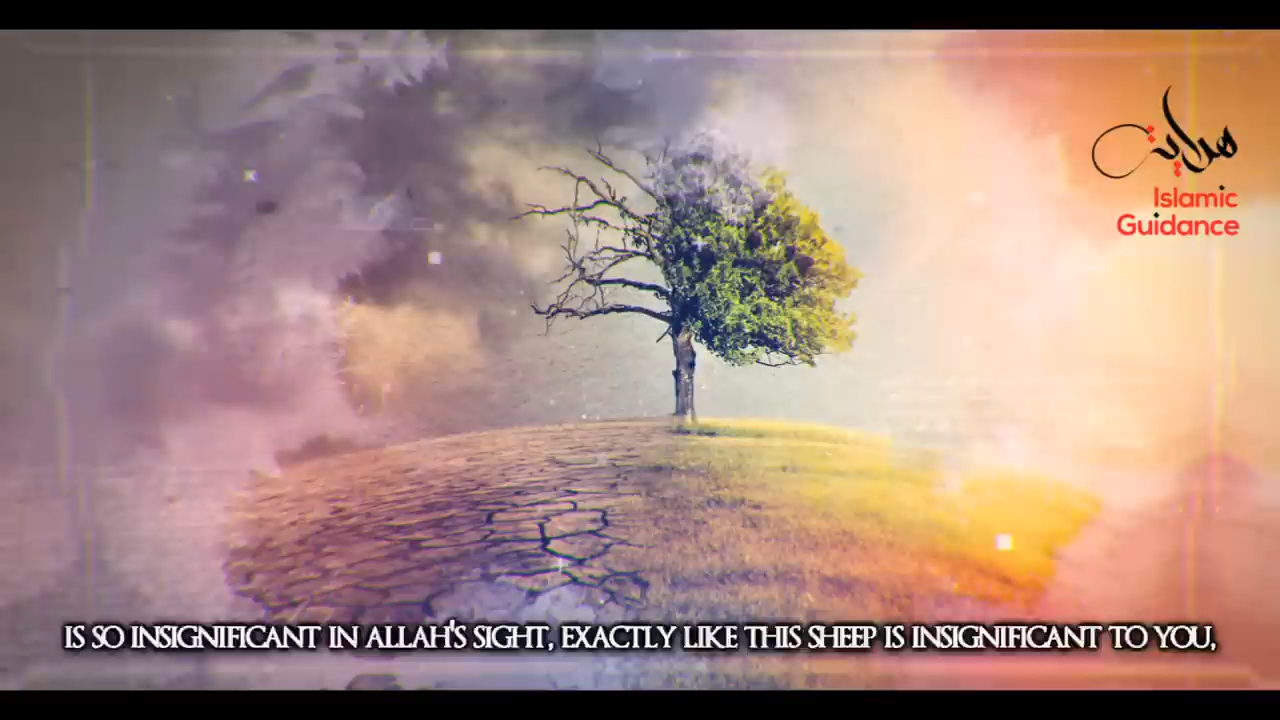 هداية
Islamic
Guidance
IS SO INSIGNIFICANT IN ALLAH'S SIGHT, EXACTLY LIKE THIS SHEEP IS INSIGNIFICANT TO YOU,